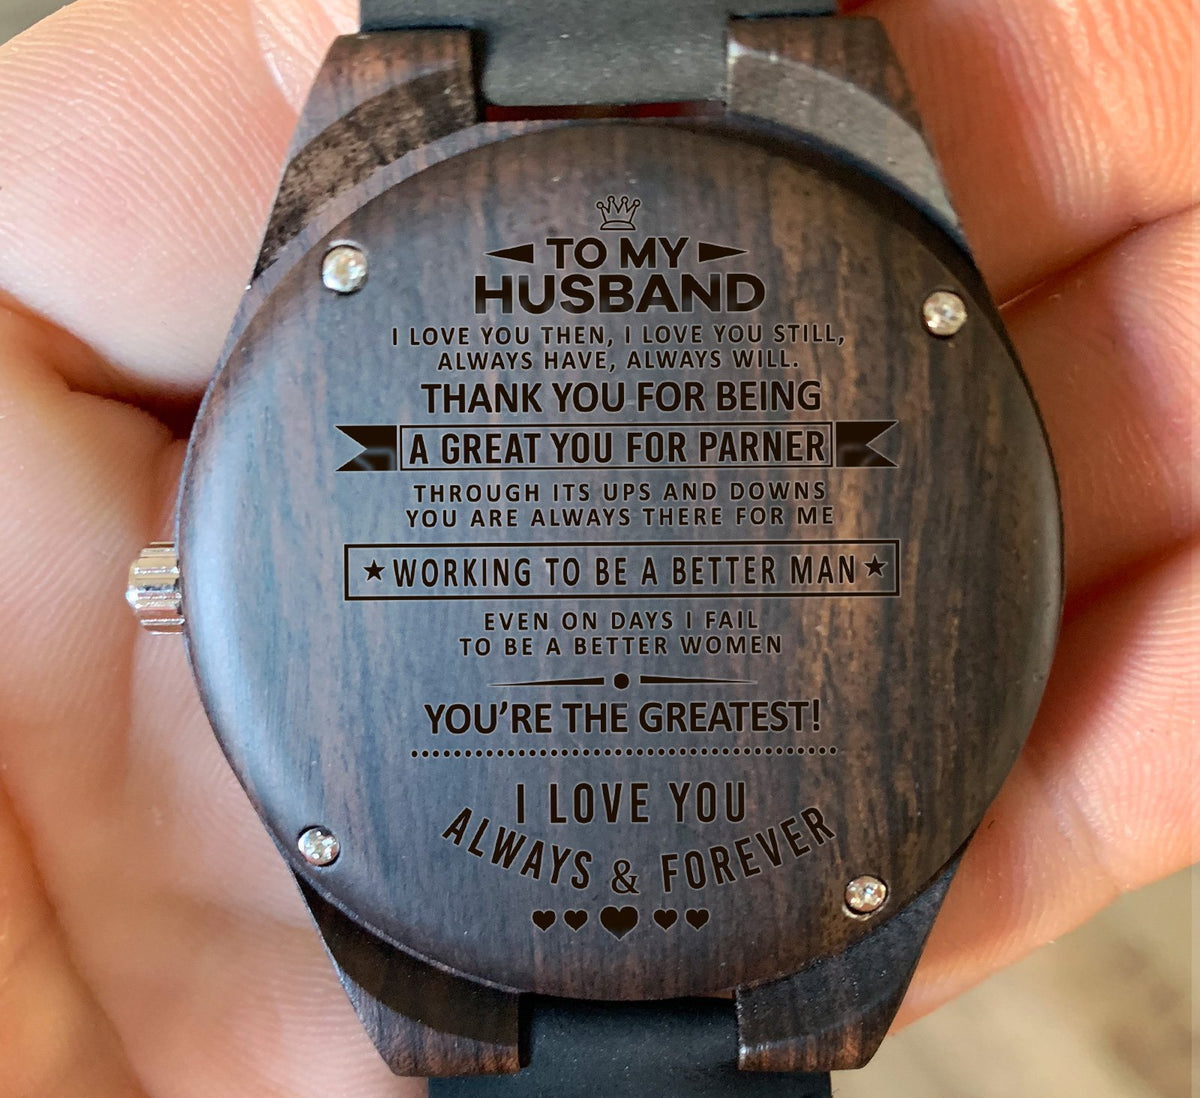 TO MY
HUSBAND
I LOVE YOU THEN, I LOVE YOU STILL,
ALWAYS HAVE, ALWAYS WILL.
THANK YOU FOR BEING
A GREAT YOU FOR PARNER
THROUGH ITS UPS AND DOWNS
YOU ARE ALWAYS THERE FOR ME
★ WORKING TO BE A BETTER MAN ★
EVEN ON DAYS I FAIL
TO BE A BETTER WOMEN
YOU'RE THE GREATEST!
I LOVE YOU
ALWAYS & FOREVER